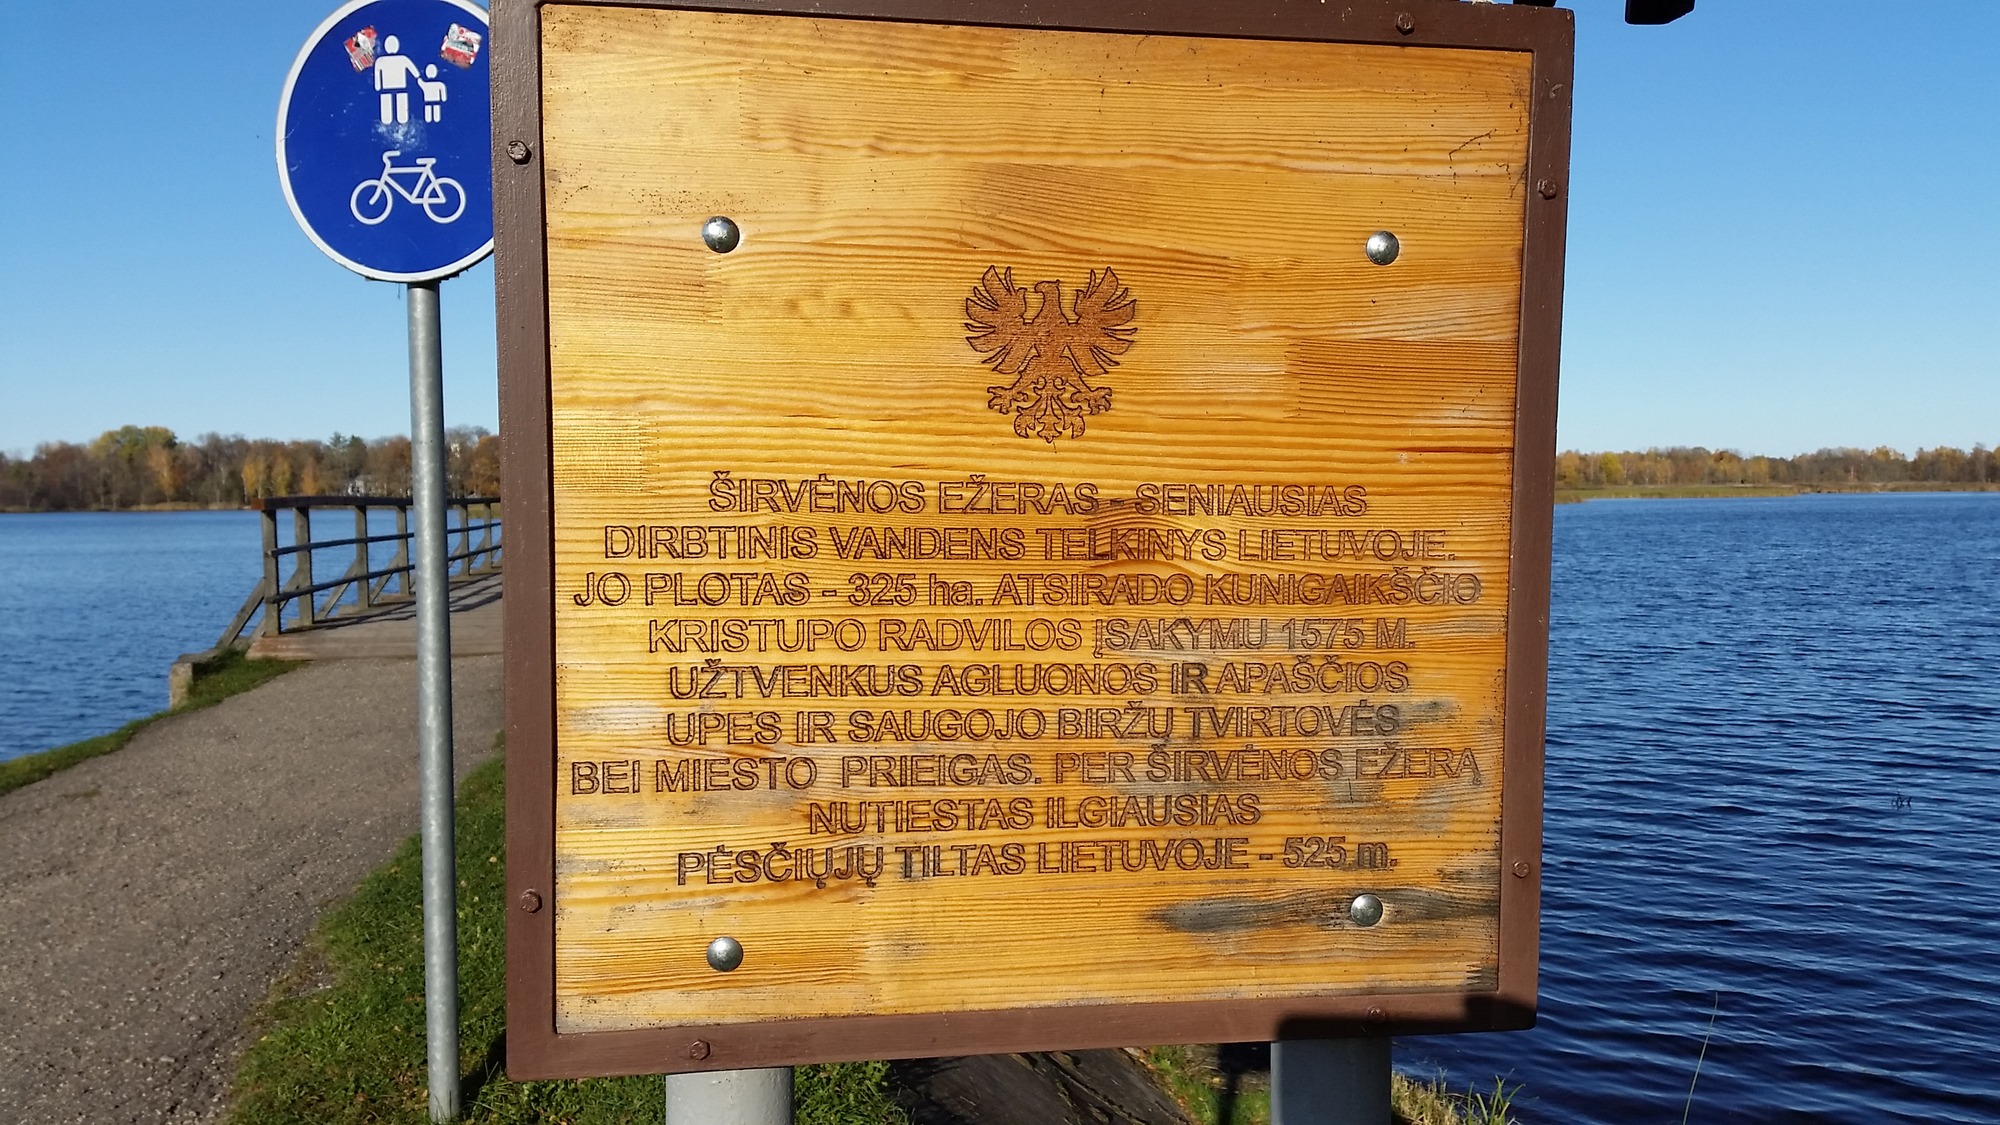 ŠIRVĖNOS EŽERAS - SENIAUSIAS
DIRBTINIS VANDENS TELKINYS LIETUVOJE.
JO PLOTAS - 325 ha. ATSIRADO KUNIGAIKŠČIO
KRISTUPO RADVILOS ĮSAKYMU 1575 M.
UŽTVENKUS AGLUONOS IR APAŠČIOS
UPES IR SAUGOJO BIRŽŲ TVIRTOVĖS
BEI MIESTO PRIEIGAS. PER ŠIRVĖNOS EŽERĄ
NUTIESTAS ILGIAUSIAS
PĖSČIŲJŲ TILTAS LIETUVOJE - 525 m.